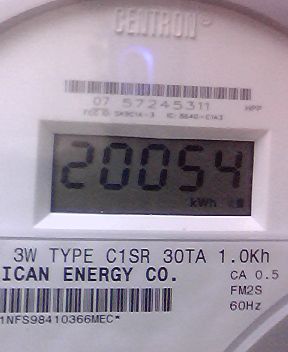 CENTRON
07 57245311
20054
kWh
3W TYPE C1SR 30TA 1.0Kh
ICAN ENERGY CO.
CA 0.5
FM2S
60Hz
1NFS98410366MEC*